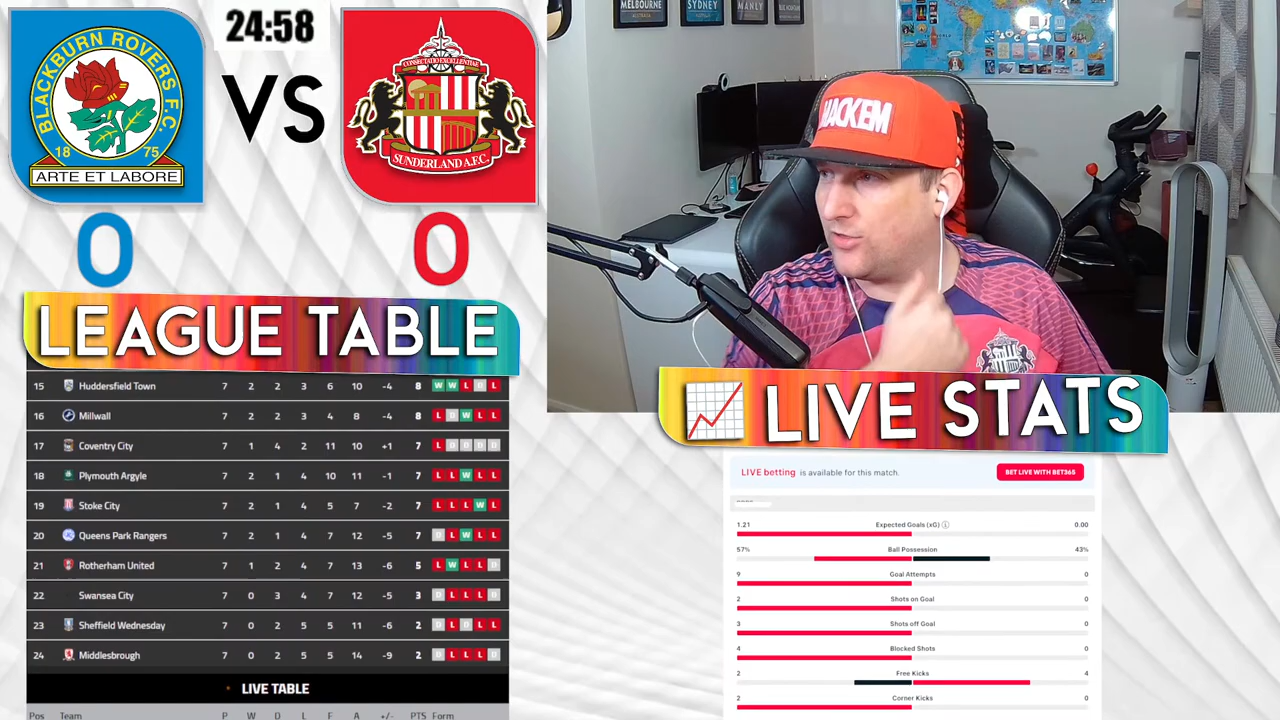 BLACKBURN ROVERS F.C.
18 75
ARTE ET LABORE
24:58
VS
CONSECTATIO EXCELLENTIAE
SUNDERLAND A.F.C.
0 0
MELBOURNE
AUSTRALIA
SYDNEY
MANLY
MACKEM
LEAGUE TABLE
15 Huddersfield Town 7 2 2 3 6 10 -4 8 W W L D L
16 Millwall 7 2 2 3 4 8 -4 8 L D W L L
17 Coventry City 7 1 4 2 11 10 +1 7 L D D D D
18 Plymouth Argyle 7 2 1 4 10 11 -1 7 L L W L L
19 Stoke City 7 2 1 4 5 7 -2 7 L L L W L
20 Queens Park Rangers 7 2 1 4 7 12 -5 7 D L W L L
21 Rotherham United 7 1 2 4 7 13 -6 5 L W L L D
22 Swansea City 7 0 3 4 7 12 -5 3 D L L L D
23 Sheffield Wednesday 7 0 2 5 5 11 -6 2 D L D L L
24 Middlesbrough 7 0 2 5 5 14 -9 2 D L L L D
LIVE TABLE
Pos Team P W D L F A +/- PTS Form
LIVE STATS
LIVE betting is available for this match.
BET LIVE WITH BET365
1.21 Expected Goals (xG) 0.00
57% Ball Possession 43%
9 Goal Attempts 0
2 Shots on Goal 0
3 Shots off Goal 0
4 Blocked Shots 0
2 Free Kicks 4
2 Corner Kicks 0